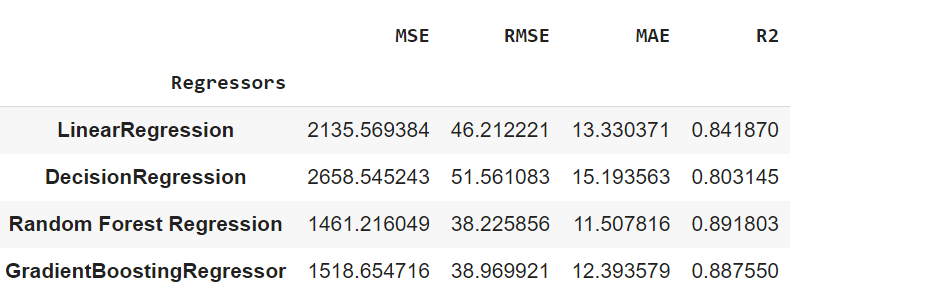 MSE RMSE MAE R2
Regressors
LinearRegression 2135.569384 46.212221 13.330371 0.841870
DecisionRegression 2658.545243 51.561083 15.193563 0.803145
Random Forest Regression 1461.216049 38.225856 11.507816 0.891803
GradientBoostingRegressor 1518.654716 38.969921 12.393579 0.887550